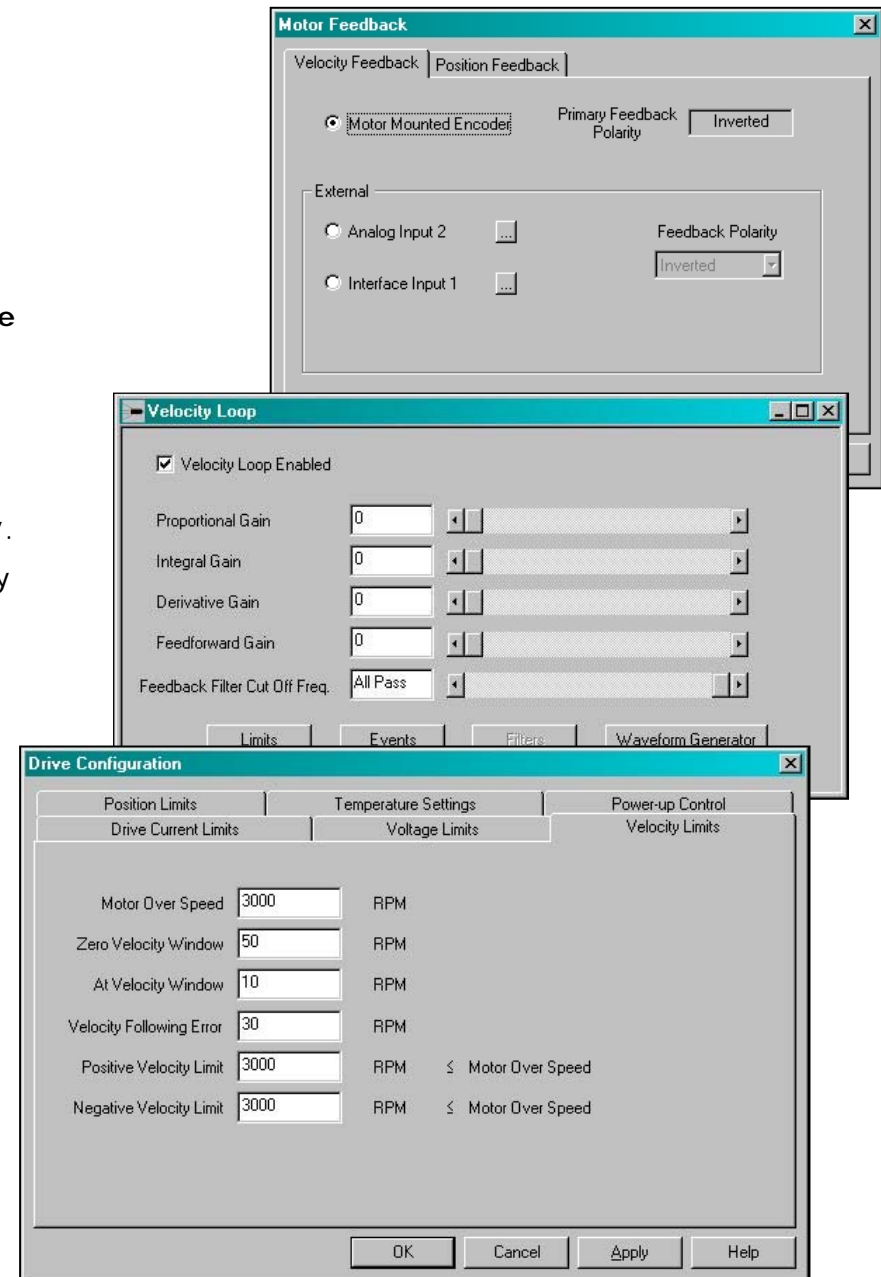 Motor Feedback
Velocity Feedback Position Feedback
Motor Mounted Encoder Primary Feedback Polarity Inverted
External
Analog Input 2 ... Feedback Polarity
Inverted
Interface Input 1 ...
e
Velocity Loop
Velocity Loop Enabled
Proportional Gain 0
Integral Gain 0
y
Derivative Gain 0
Feedforward Gain 0
Feedback Filter Cut Off Freq. All Pass
Limits Events Filters Waveform Generator
Drive Configuration
Position Limits Temperature Settings Power-up Control
Drive Current Limits Voltage Limits Velocity Limits
Motor Over Speed 3000 RPM
Zero Velocity Window 50 RPM
At Velocity Window 10 RPM
Velocity Following Error 30 RPM
Positive Velocity Limit 3000 RPM ≤ Motor Over Speed
Negative Velocity Limit 3000 RPM ≤ Motor Over Speed
OK Cancel Apply Help